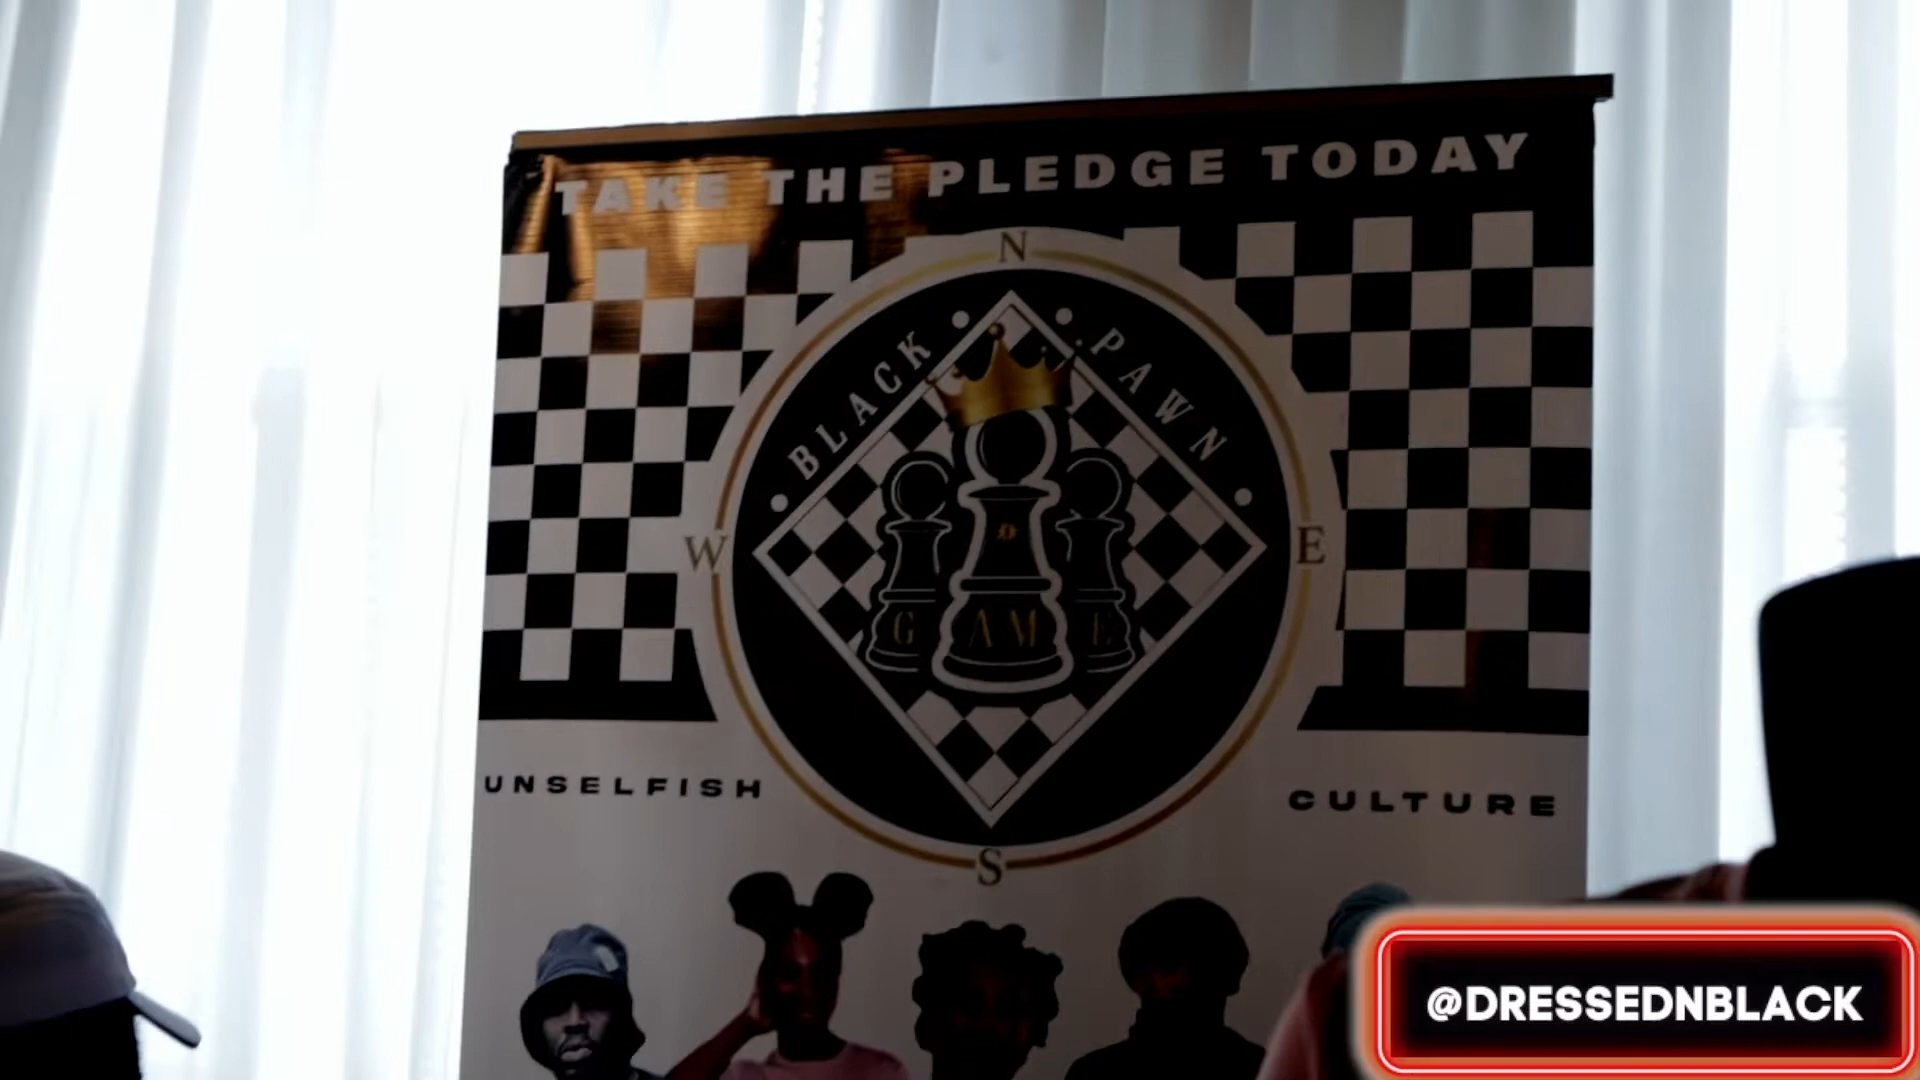 TAKE THE PLEDGE TODAY
N
BLACK PAWN
W
E
GAME
UNSELFISH
CULTURE
S
@DRESSEDNBLACK